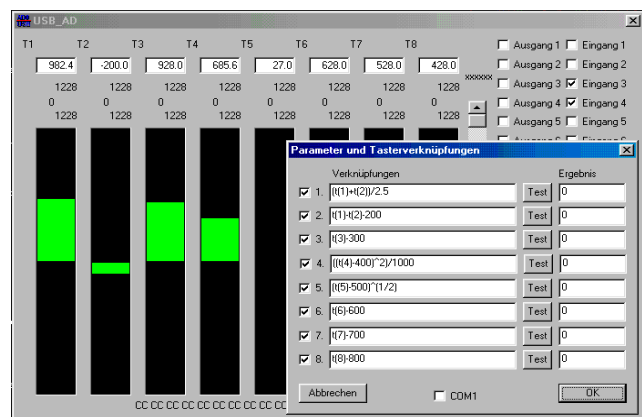 USB_AD
T1 T2 T3 T4 T5 T6 T7 T8
982.4 -200.0 928.0 685.6 27.0 628.0 528.0 428.0
xxxxxx
1228 1228 1228 1228 1228 1228 1228 1228
0 0 0 0 0 0 0 0
1228 1228 1228 1228 1228 1228 1228 1228
Ausgang 1 Eingang 1
Ausgang 2 Eingang 2
Ausgang 3 Eingang 3
Ausgang 4 Eingang 4
Ausgang 5 Eingang 5
Parameter und Tasterverknüpfungen
Verknüpfungen Ergebnis
1. (t(1)+t(2))/2.5 Test 0
2. t(1)-t(2)-200 Test 0
3. t(3)-300 Test 0
4. ((t(4)-400)^2)/1000 Test 0
5. (t(5)-500)^(1/2) Test 0
6. t(6)-600 Test 0
7. t(7)-700 Test 0
8. t(8)-800 Test 0
Abbrechen COM1 OK
CC CC CC CC CC CC CC CC CC